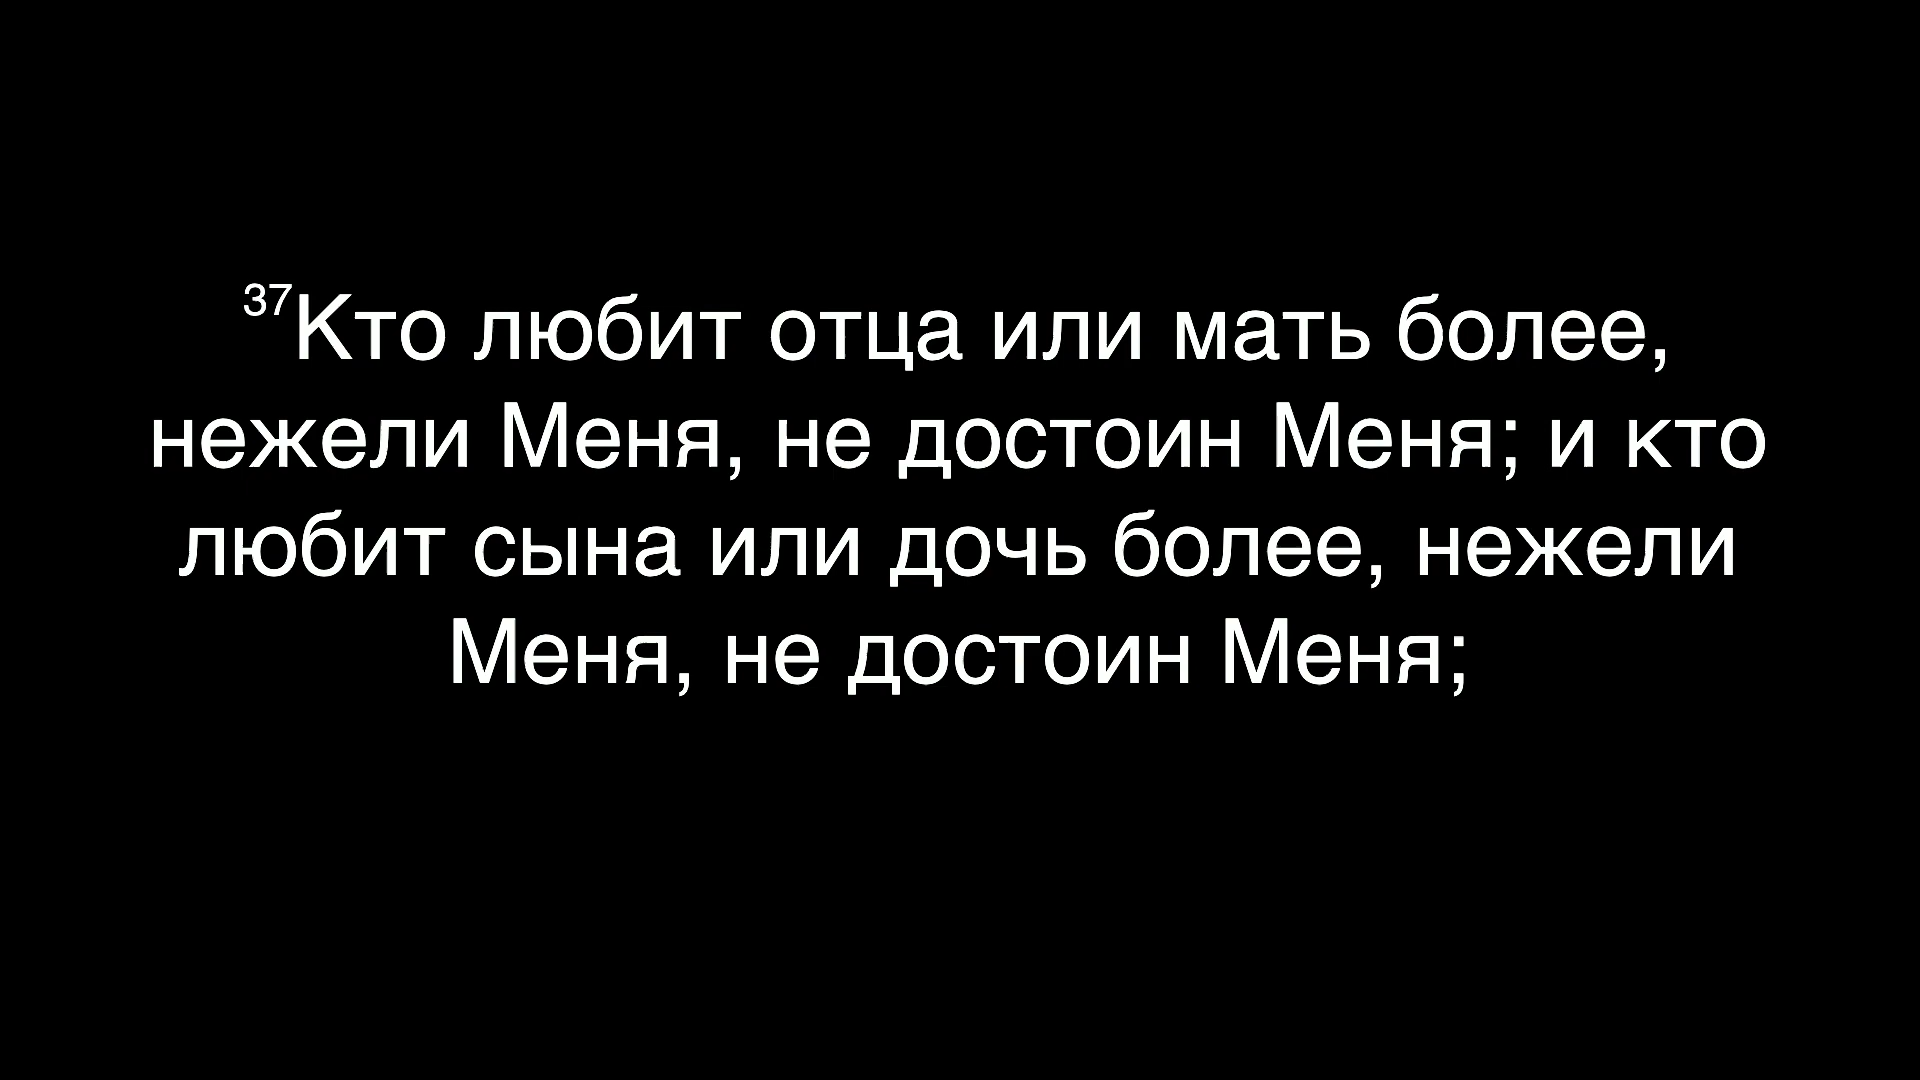 37Кто любит отца или мать более,
нежели Меня, не достоин Меня; и кто
любит сына или дочь более, нежели
Меня, не достоин Меня;